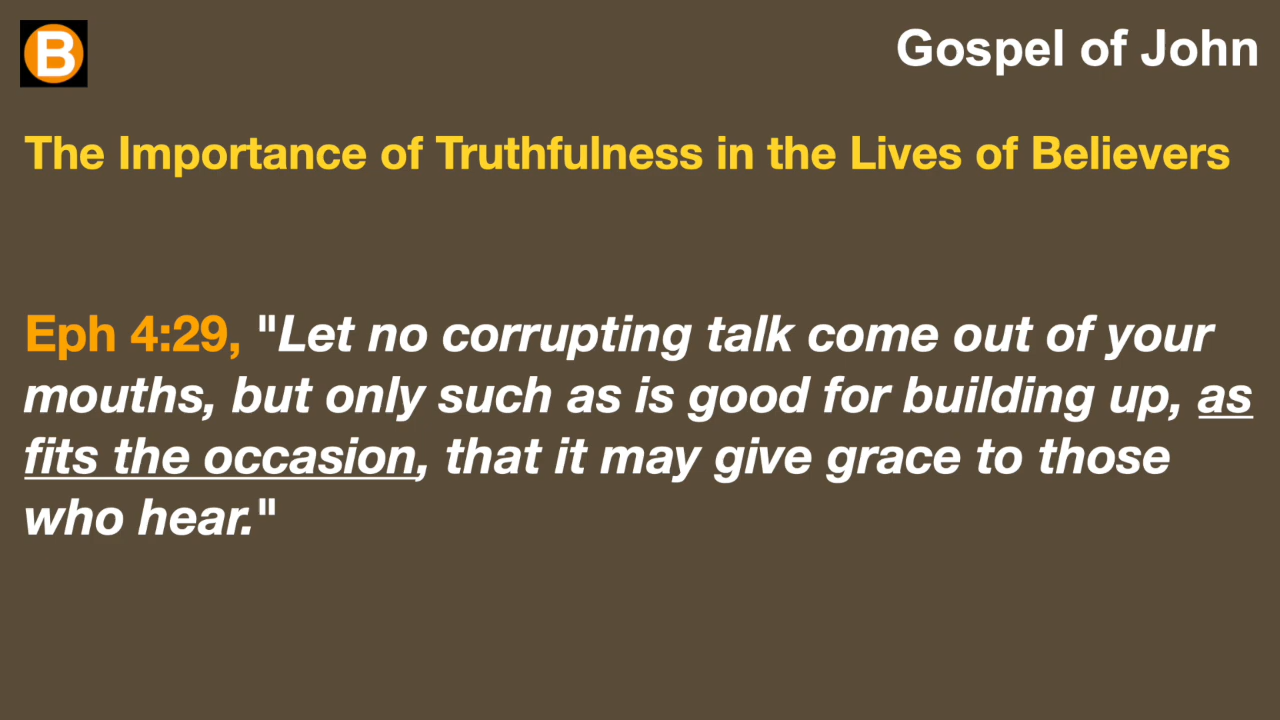 B
Gospel of John
The Importance of Truthfulness in the Lives of Believers
Eph 4:29, "Let no corrupting talk come out of your
mouths, but only such as is good for building up, as
fits the occasion, that it may give grace to those
who hear."